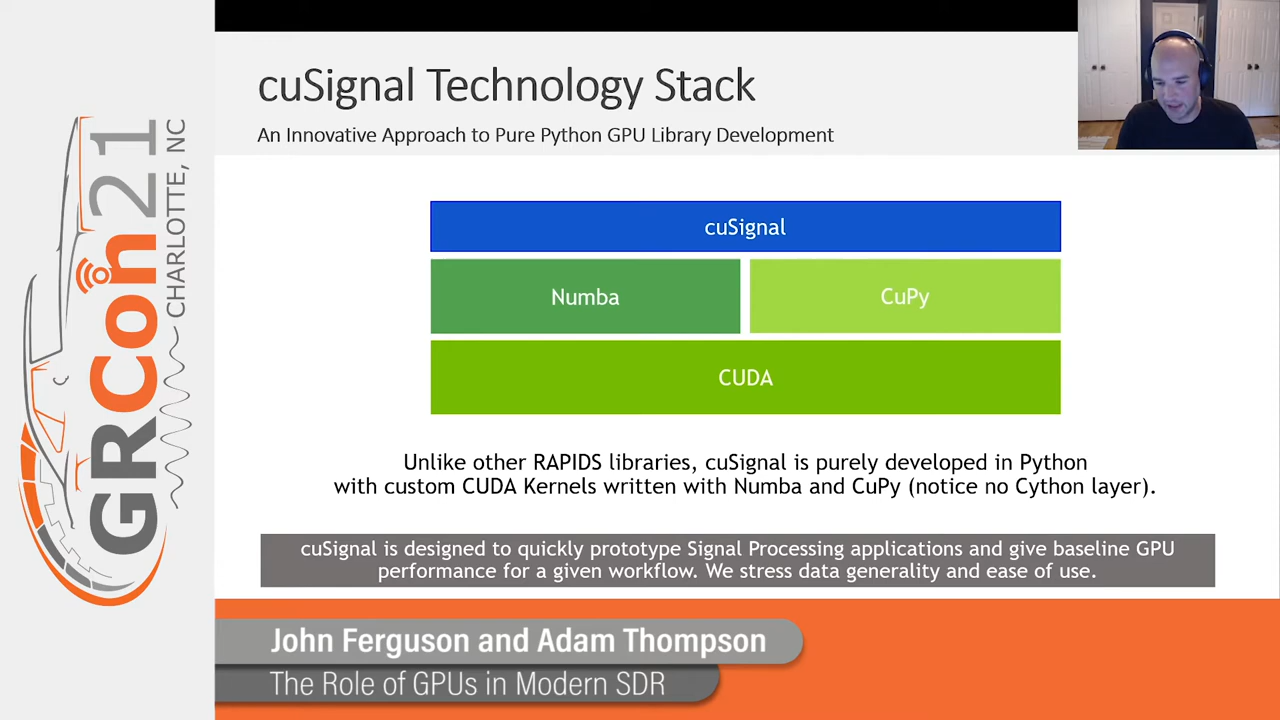 cuSignal Technology Stack
An Innovative Approach to Pure Python GPU Library Development
cuSignal
Numba
CuPy
CUDA
Unlike other RAPIDS libraries, cuSignal is purely developed in Python
with custom CUDA Kernels written with Numba and CuPy (notice no Cython layer).
cuSignal is designed to quickly prototype Signal Processing applications and give baseline GPU
performance for a given workflow. We stress data generality and ease of use.
John Ferguson and Adam Thompson
The Role of GPUs in Modern SDR
GRCon21
CHARLOTTE, NC